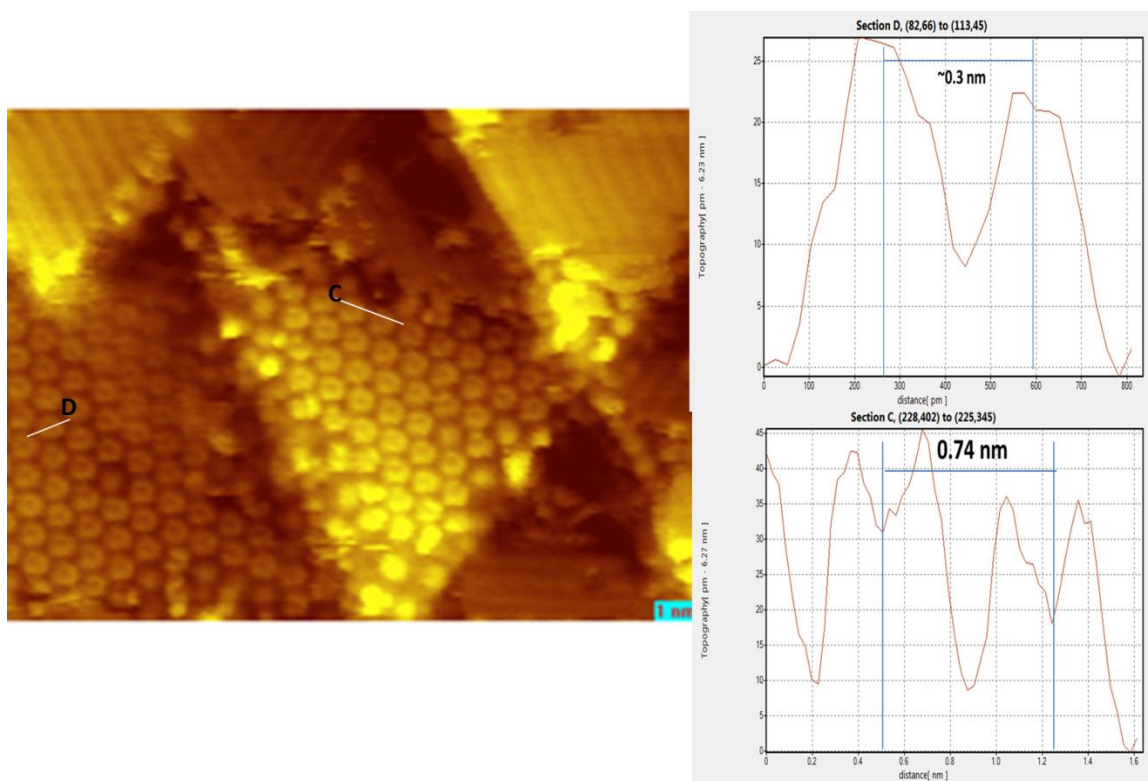 C
D
1 nm
Section D, (82,66) to (113,45)
~0.3 nm
Topography[ pm - 6.23 nm ]
25
20
15
10
5
0
0 100 200 300 400 500 600 700 800
distance[ pm ]
Section C, (228,402) to (225,345)
0.74 nm
Topography[ pm - 6.27 nm ]
45
40
35
30
25
20
15
10
5
0
0 0.2 0.4 0.6 0.8 1.0 1.2 1.4 1.6
distance[ nm ]